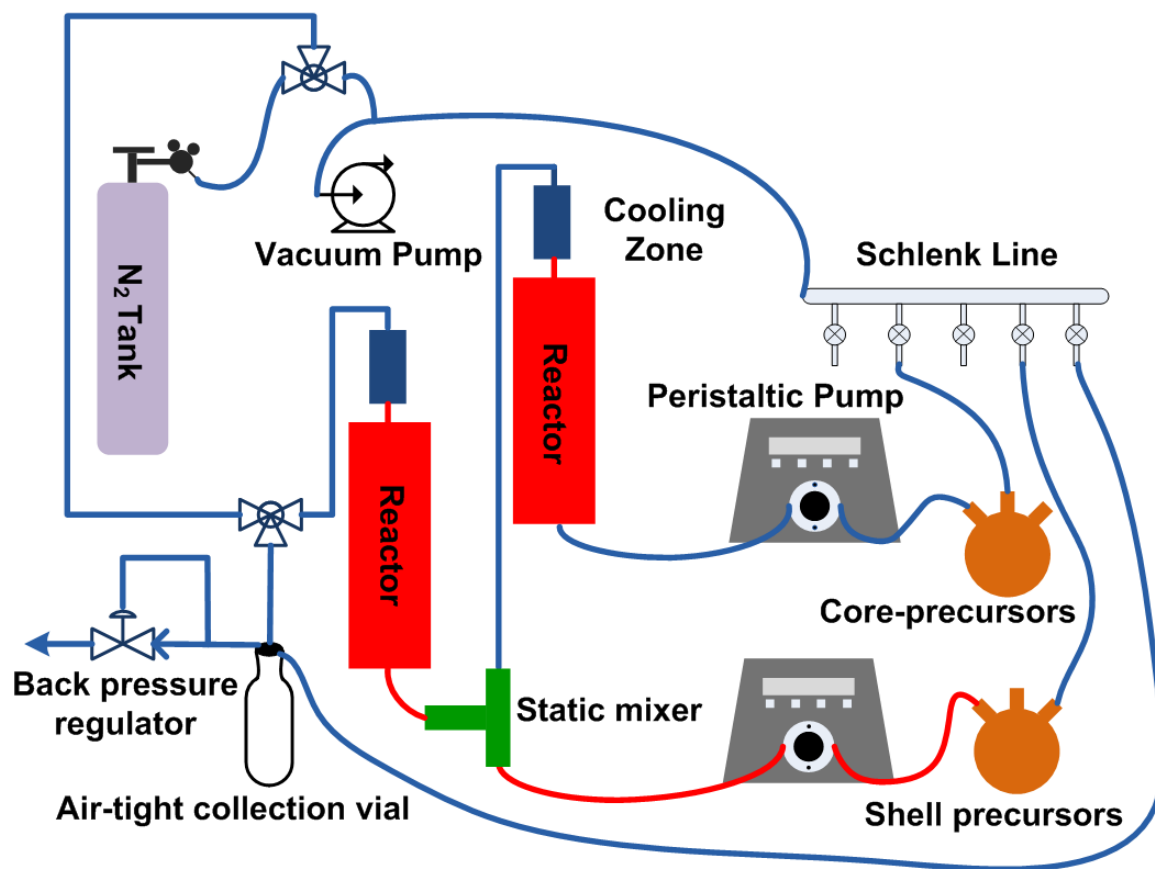 N₂ Tank
Vacuum Pump
Cooling
Zone
Schlenk Line
Reactor
Reactor
Peristaltic Pump
Core-precursors
Back pressure
regulator
Static mixer
Air-tight collection vial
Shell precursors